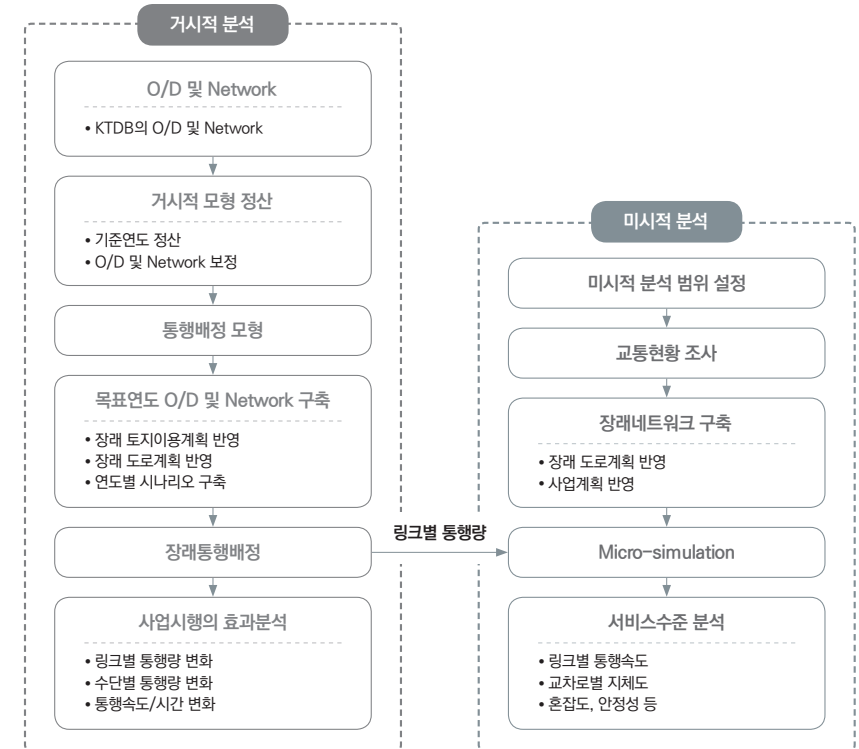 거시적 분석
O/D 및 Network
• KTDB의 O/D 및 Network
거시적 모형 정산
• 기준연도 정산
• O/D 및 Network 보정
통행배정 모형
목표연도 O/D 및 Network 구축
• 장래 토지이용계획 반영
• 장래 도로계획 반영
• 연도별 시나리오 구축
장래통행배정
사업시행의 효과분석
• 링크별 통행량 변화
• 수단별 통행량 변화
• 통행속도/시간 변화
링크별 통행량
미시적 분석
미시적 분석 범위 설정
교통현황 조사
장래네트워크 구축
• 장래 도로계획 반영
• 사업계획 반영
Micro-simulation
서비스수준 분석
• 링크별 통행속도
• 교차로별 지체도
• 혼잡도, 안정성 등